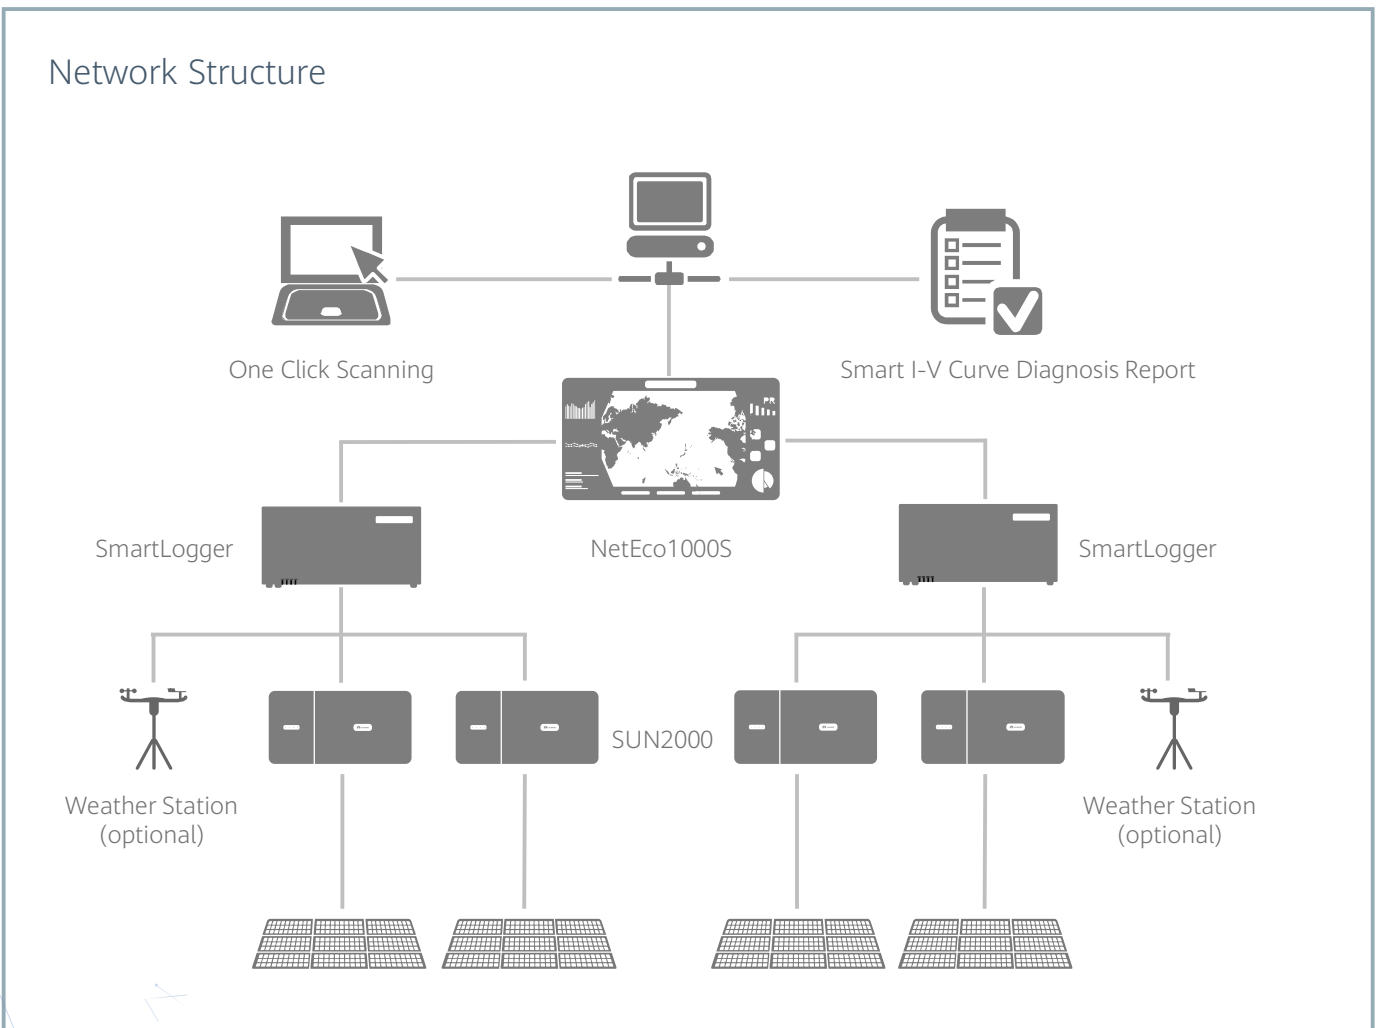 Network Structure
One Click Scanning
Smart I-V Curve Diagnosis Report
SmartLogger
NetEco1000S
SmartLogger
SUN2000
Weather Station
(optional)
Weather Station
(optional)